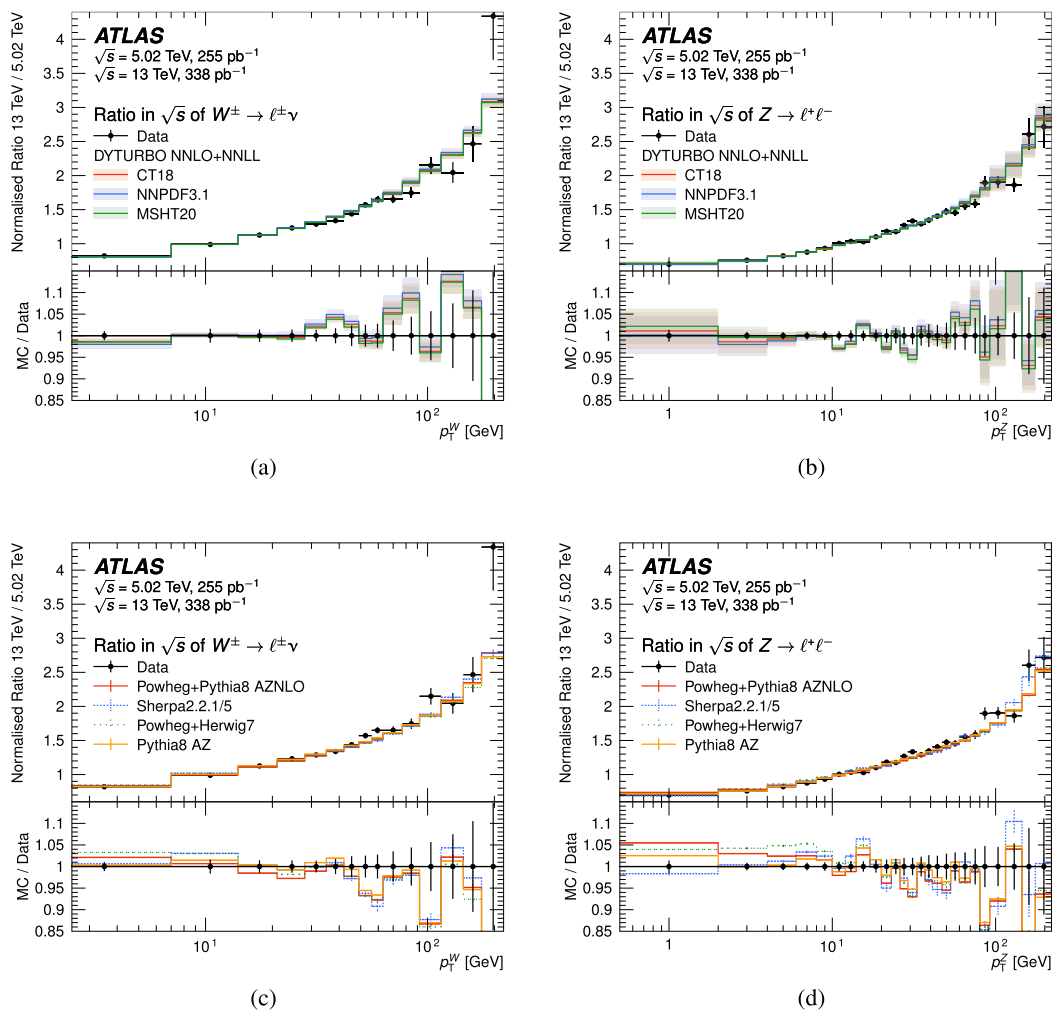 ATLAS
√s = 5.02 TeV, 255 pb⁻¹
√s = 13 TeV, 338 pb⁻¹
Ratio in √s of W± → ℓ±ν
Data
DYTURBO NNLO+NNLL
CT18
NNPDF3.1
MSHT20
Normalised Ratio 13 TeV / 5.02 TeV
4
3.5
3
2.5
2
1.5
1
MC / Data
1.1
1.05
1
0.95
0.9
0.85
10¹
10²
p_T^W [GeV]
(a)
ATLAS
√s = 5.02 TeV, 255 pb⁻¹
√s = 13 TeV, 338 pb⁻¹
Ratio in √s of Z → ℓ⁺ℓ⁻
Data
DYTURBO NNLO+NNLL
CT18
NNPDF3.1
MSHT20
Normalised Ratio 13 TeV / 5.02 TeV
4
3.5
3
2.5
2
1.5
1
MC / Data
1.1
1.05
1
0.95
0.9
0.85
1
10
10²
p_T^Z [GeV]
(b)
ATLAS
√s = 5.02 TeV, 255 pb⁻¹
√s = 13 TeV, 338 pb⁻¹
Ratio in √s of W± → ℓ±ν
Data
Powheg+Pythia8 AZNLO
Sherpa2.2.1/5
Powheg+Herwig7
Pythia8 AZ
Normalised Ratio 13 TeV / 5.02 TeV
4
3.5
3
2.5
2
1.5
1
MC / Data
1.1
1.05
1
0.95
0.9
0.85
10¹
10²
p_T^W [GeV]
(c)
ATLAS
√s = 5.02 TeV, 255 pb⁻¹
√s = 13 TeV, 338 pb⁻¹
Ratio in √s of Z → ℓ⁺ℓ⁻
Data
Powheg+Pythia8 AZNLO
Sherpa2.2.1/5
Powheg+Herwig7
Pythia8 AZ
Normalised Ratio 13 TeV / 5.02 TeV
4
3.5
3
2.5
2
1.5
1
MC / Data
1.1
1.05
1
0.95
0.9
0.85
1
10
10²
p_T^Z [GeV]
(d)